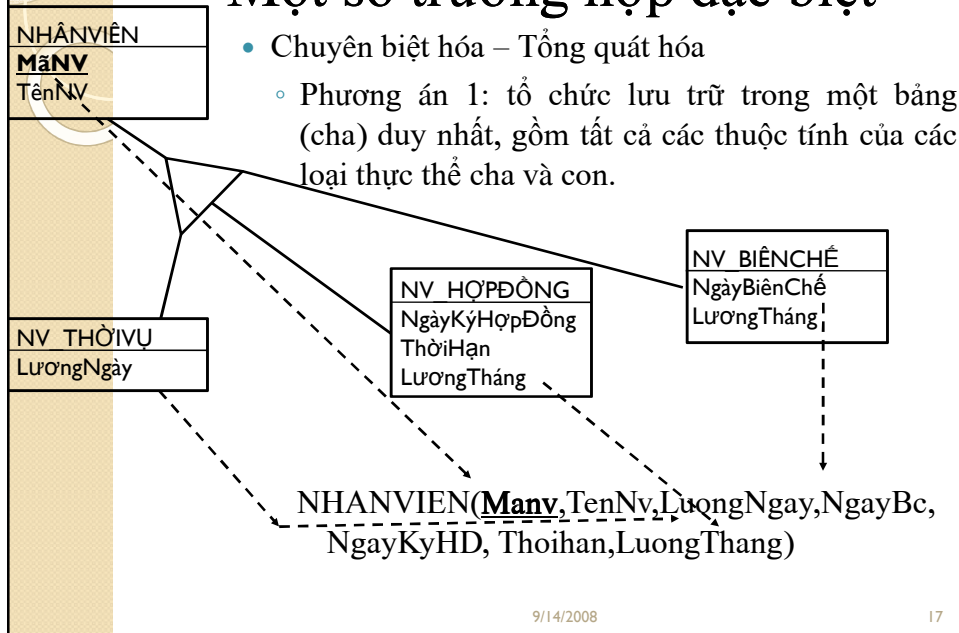 Một số trường hợp đặc biệt
NHÂNVIÊN
MãNV
TênNV
• Chuyên biệt hóa – Tổng quát hóa
◦ Phương án 1: tổ chức lưu trữ trong một bảng
(cha) duy nhất, gồm tất cả các thuộc tính của các
loại thực thể cha và con.
NV_BIÊNCHẾ
NgàyBiênChế
LươngTháng
NV_HỢPĐỒNG
NgàyKýHợpĐồng
ThờiHạn
LươngTháng
NV_THỜIVỤ
LươngNgày
NHANVIEN(Manv,TenNv,LuongNgay,NgayBc,
NgayKyHD, Thoihan,LuongThang)
9/14/2008
17